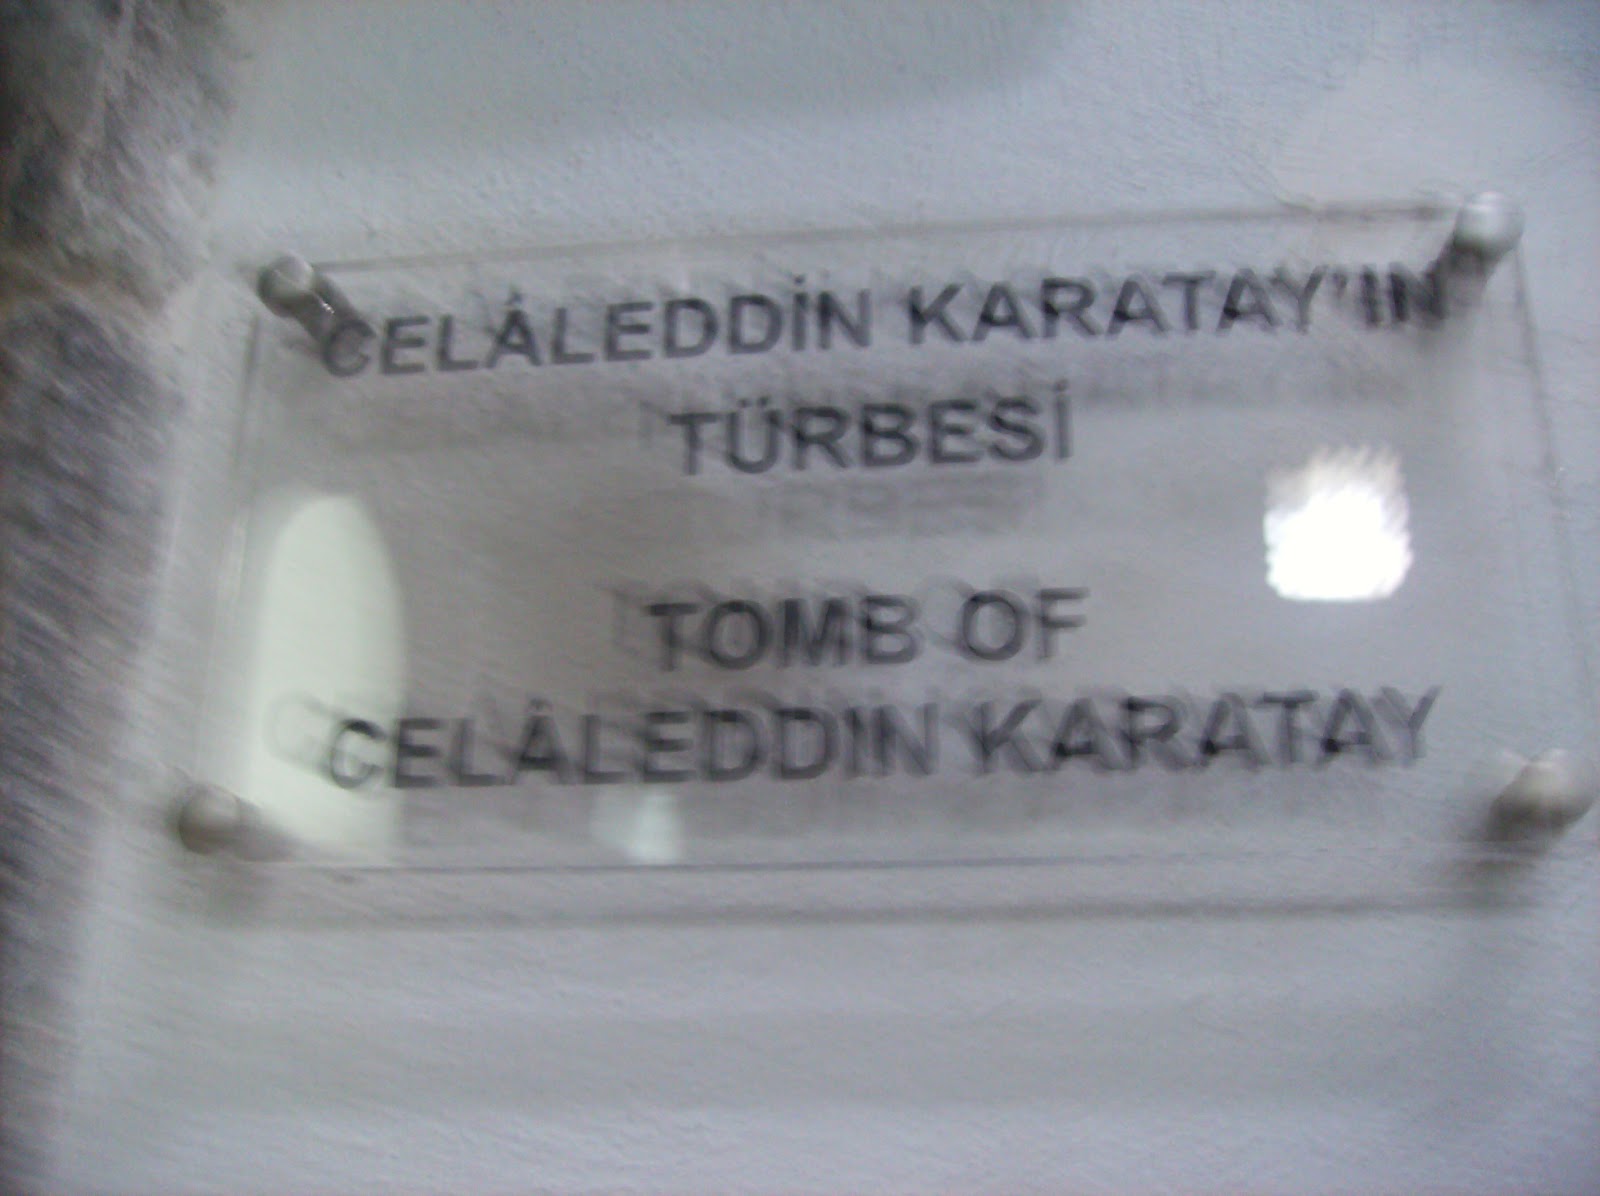 CELÂLEDDİN KARATAY'IN
TÜRBESİ
TOMB OF
CELÂLEDDIN KARATAY